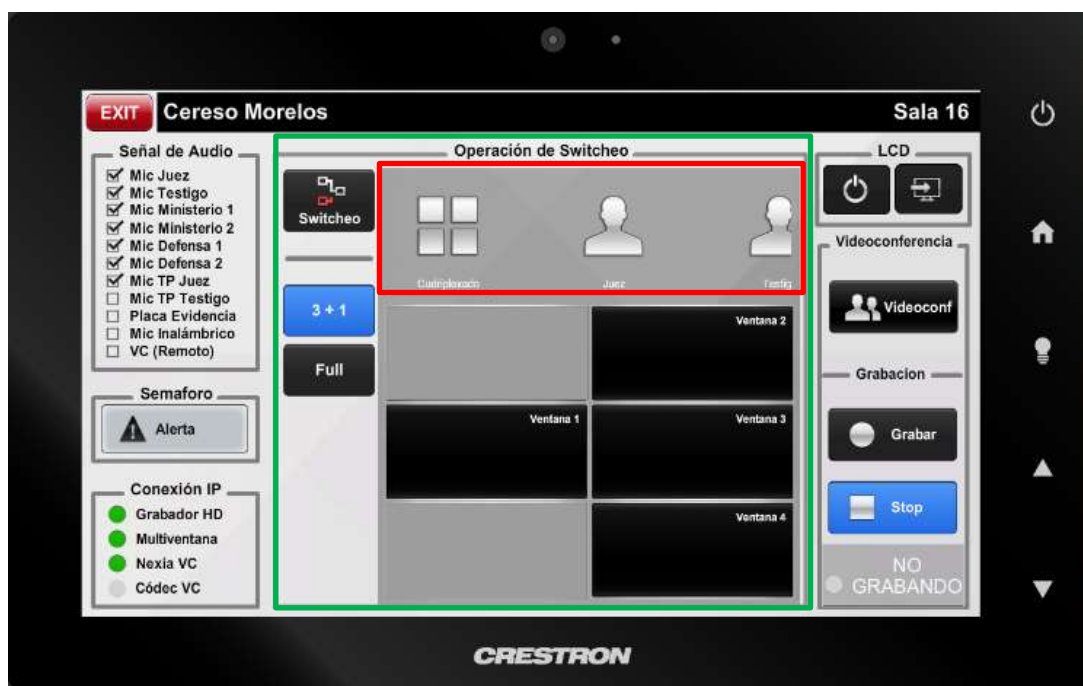 EXIT Cereso Morelos Sala 16
Señal de Audio
Mic Juez
Mic Testigo
Mic Ministerio 1
Mic Ministerio 2
Mic Defensa 1
Mic Defensa 2
Mic TP Juez
Mic TP Testigo
Placa Evidencia
Mic Inalámbrico
VC (Remoto)
Semaforo
Alerta
Conexión IP
Grabador HD
Multiventana
Nexia VC
Códec VC
Operación de Switcheo
Switcheo
3 + 1
Full
Cudriplexado Juez Testig
Ventana 2
Ventana 1 Ventana 3
Ventana 4
LCD
Videoconferencia
Videoconf
Grabacion
Grabar
Stop
NO
GRABANDO
CRESTRON